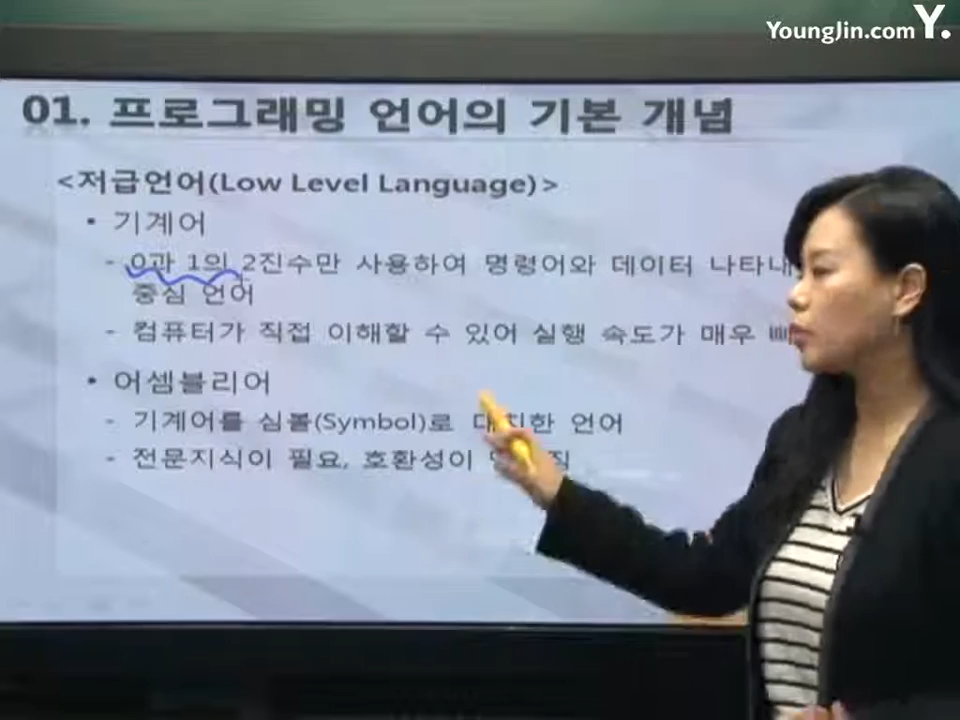 YoungJin.com Y.
01. 프로그래밍 언어의 기본 개념
<저급언어(Low Level Language)>
• 기계어
- 0과 1의 2진수만 사용하여 명령어와 데이터 나타내
중심 언어
- 컴퓨터가 직접 이해할 수 있어 실행 속도가 매우
• 어셈블리어
- 기계어를 심볼(Symbol)로 대치한 언어
- 전문지식이 필요, 호환성이